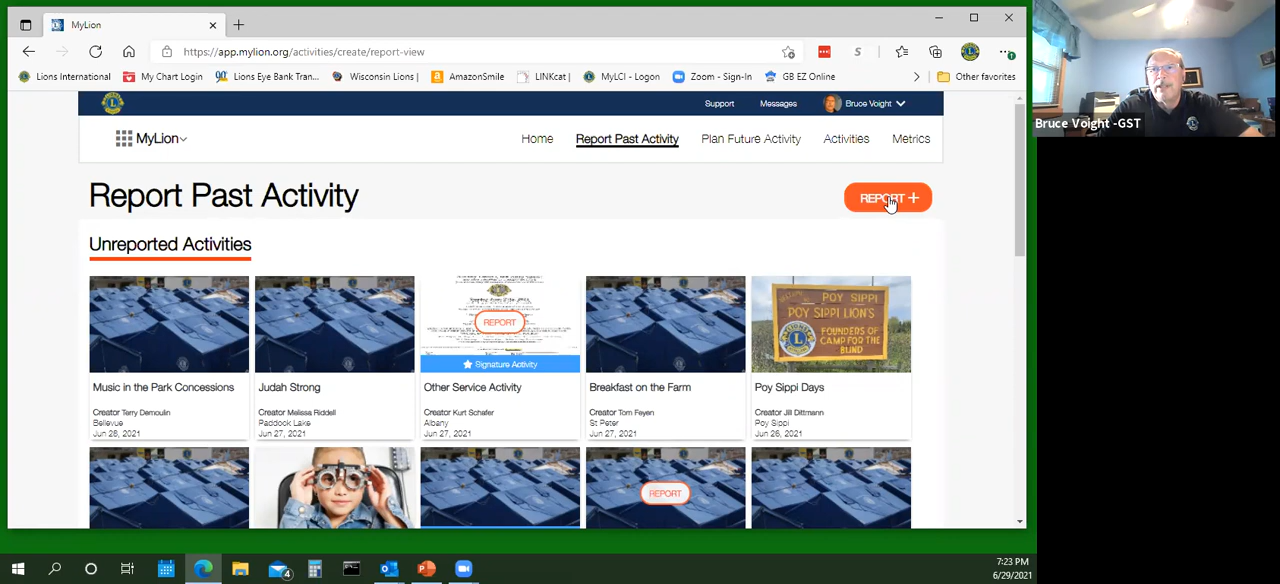 MyLion
https://app.mylion.org/activities/create/report-view
Lions International
My Chart Login
Lions Eye Bank Tran...
Wisconsin Lions |
AmazonSmile
LINKcat |
MyLCI - Logon
Zoom - Sign-In
GB EZ Online
Other favorites
Support
Messages
Bruce Voight
MyLion
Home
Report Past Activity
Plan Future Activity
Activities
Metrics
Report Past Activity
REPORT +
Unreported Activities
REPORT
Signature Activity
POY SIPPI
POY SIPPI LION'S
FOUNDERS OF
CAMP FOR THE
BLIND
Music in the Park Concessions
Creator Terry Demoulin
Bellevue
Jun 28, 2021
Judah Strong
Creator Melissa Riddell
Paddock Lake
Jun 27, 2021
Other Service Activity
Creator Kurt Schafer
Albany
Jun 27, 2021
Breakfast on the Farm
Creator Tom Feyen
St Peter
Jun 27, 2021
Poy Sippi Days
Creator Jill Dittmann
Poy Sippi
Jun 26, 2021
REPORT
Bruce Voight -GST
4
7:23 PM
6/29/2021